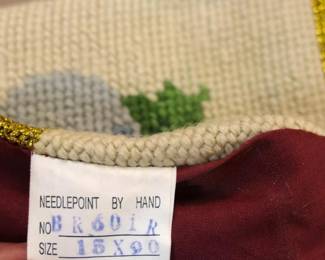 NEEDLEPOINT BY HAND
NO BR601R
SIZE 15X90